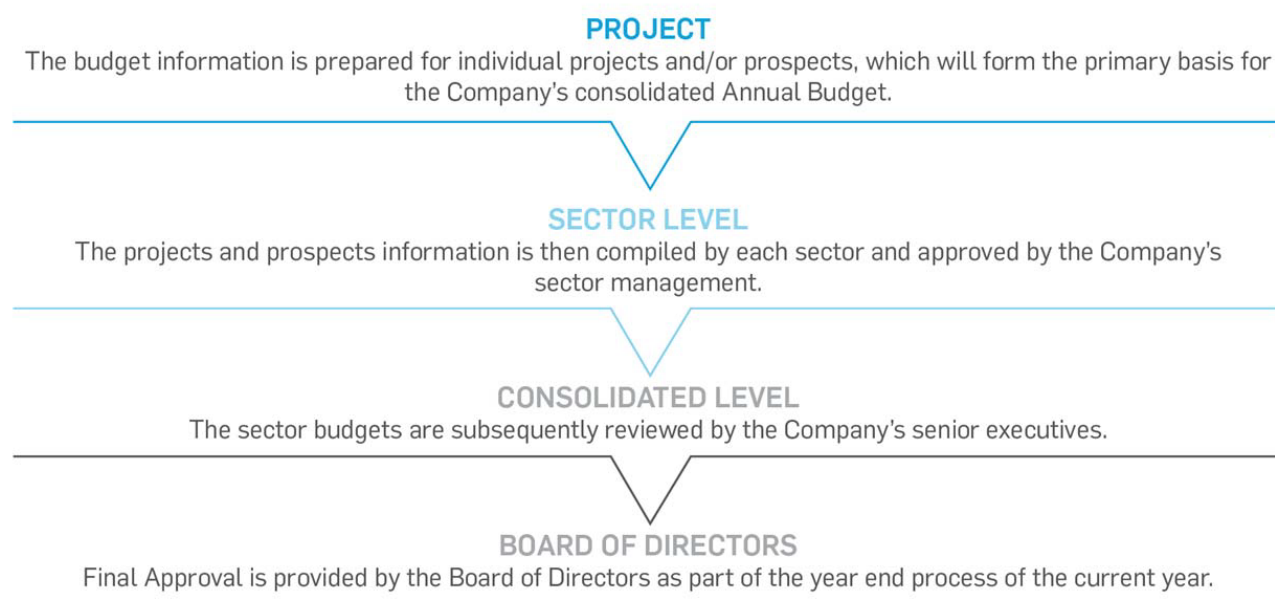 PROJECT
The budget information is prepared for individual projects and/or prospects, which will form the primary basis for
the Company’s consolidated Annual Budget.
SECTOR LEVEL
The projects and prospects information is then compiled by each sector and approved by the Company’s
sector management.
CONSOLIDATED LEVEL
The sector budgets are subsequently reviewed by the Company’s senior executives.
BOARD OF DIRECTORS
Final Approval is provided by the Board of Directors as part of the year end process of the current year.